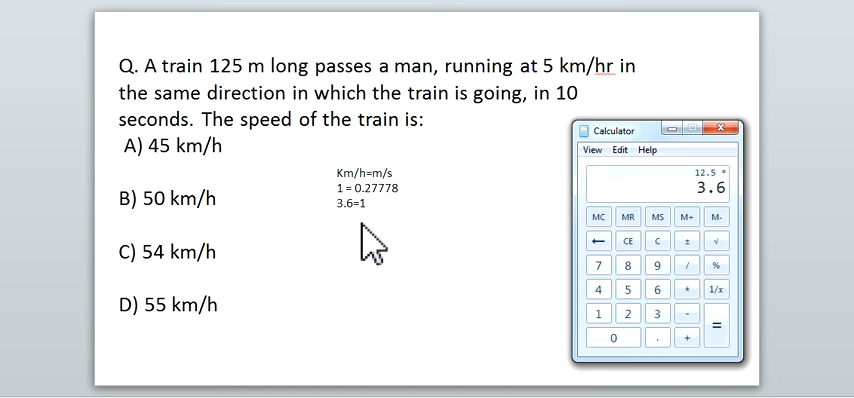 Q. A train 125 m long passes a man, running at 5 km/hr in
the same direction in which the train is going, in 10
seconds. The speed of the train is:
A) 45 km/h
B) 50 km/h
C) 54 km/h
D) 55 km/h
Km/h=m/s
1 = 0.27778
3.6=1
Calculator
View Edit Help
12.5 *
3.6
MC MR MS M+ M-
← CE C ± √
7 8 9 / %
4 5 6 * 1/x
1 2 3 - =
0 . +